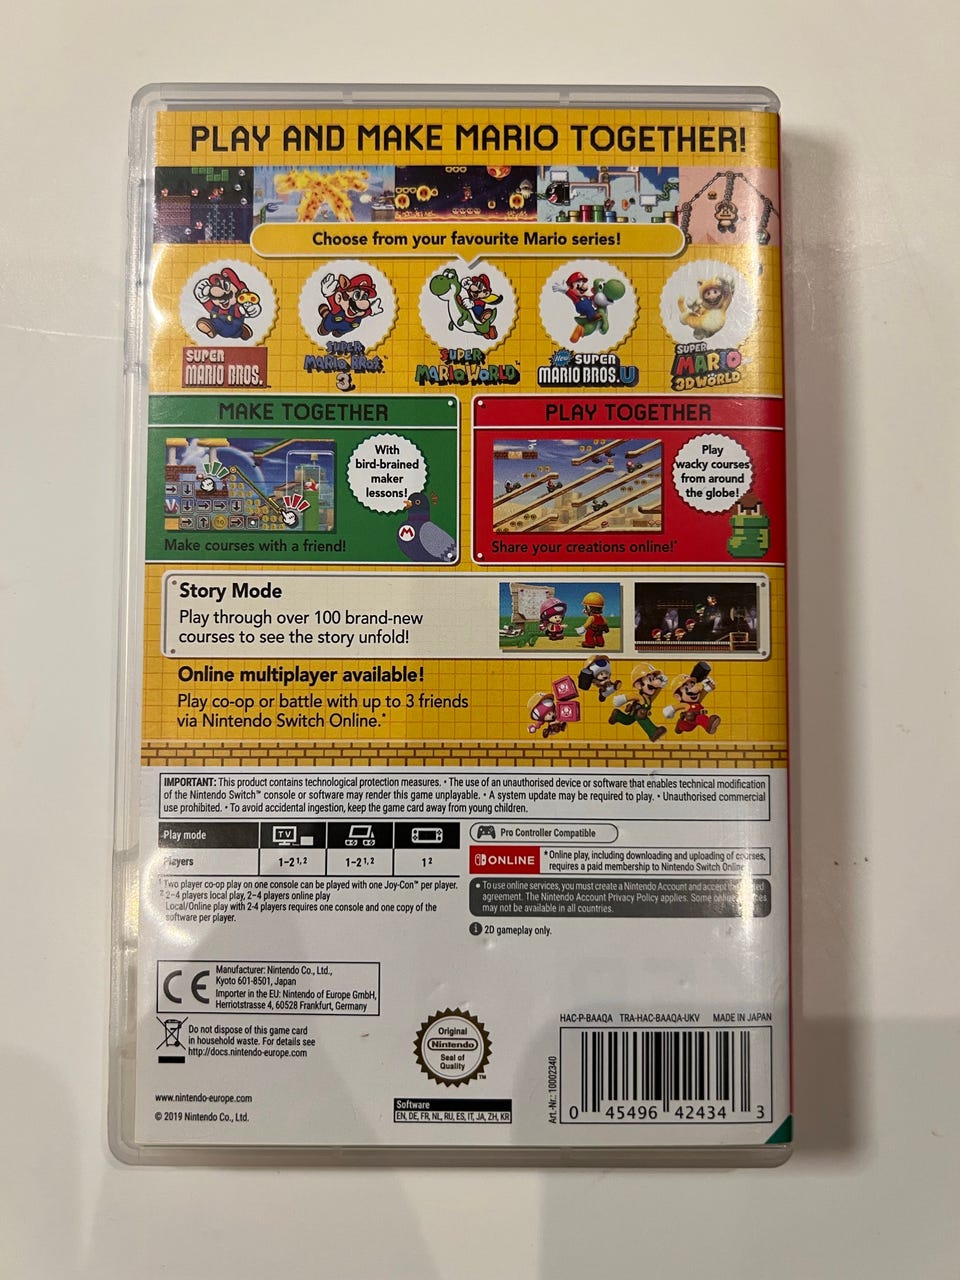 PLAY AND MAKE MARIO TOGETHER!
Choose from your favourite Mario series!
SUPER
MARIO BROS.
SUPER
MARIO BROS.
3
SUPER
MARIO WORLD
New SUPER
MARIO BROS. U
SUPER
MARIO
3D WORLD
MAKE TOGETHER
With
bird-brained
maker
lessons!
Make courses with a friend!
PLAY TOGETHER
Play
wacky courses
from around
the globe!
Share your creations online!*
Story Mode
Play through over 100 brand-new
courses to see the story unfold!
Online multiplayer available!
Play co-op or battle with up to 3 friends
via Nintendo Switch Online.*
IMPORTANT: This product contains technological protection measures. • The use of an unauthorised device or software that enables technical modification
of the Nintendo Switch™ console or software may render this game unplayable. • A system update may be required to play. • Unauthorised commercial
use prohibited. • To avoid accidental ingestion, keep the game card away from young children.
Play mode
TV
Players
1-2 1, 2
1-2 1, 2
1 2
1 Two player co-op play on one console can be played with one Joy-Con™ per player.
2 2-4 players local play, 2-4 players online play
Local/Online play with 2-4 players requires one console and one copy of the
software per player.
Pro Controller Compatible
ONLINE
* Online play, including downloading and uploading of courses,
requires a paid membership to Nintendo Switch Online
• To use online services, you must create a Nintendo Account and accept the
agreement. The Nintendo Account Privacy Policy applies. Some online
may not be available in all countries.
i 2D gameplay only.
CE
Manufacturer: Nintendo Co., Ltd.,
Kyoto 601-8501, Japan
Importer in the EU: Nintendo of Europe GmbH,
Herriotstrasse 4, 60528 Frankfurt, Germany
Do not dispose of this game card
in household waste. For details see
http://docs.nintendo-europe.com
www.nintendo-europe.com
© 2019 Nintendo Co., Ltd.
Original
Nintendo
Seal of
Quality
TM
Software
EN, DE, FR, NL, RU, ES, IT, JA, ZH, KR
HAC-P-BAAQA TRA-HAC-BAAQA-UKV MADE IN JAPAN
Art.-Nr.: 10002340
0 45496 42434 3